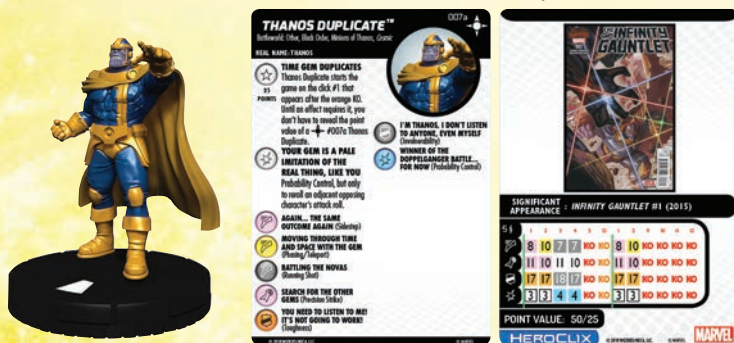 THANOS DUPLICATE™
007a
Battleworld: Other, Black Order, Minions of Thanos, Cosmic
REAL NAME: THANOS
25
POINTS
TIME GEM DUPLICATES
Thanos Duplicate starts the
game on the click #1 that
appears after the orange KO.
Until an effect requires it, you
don't have to reveal the point
value of a #007a Thanos
Duplicate.
YOUR GEM IS A PALE
IMITATION OF THE
REAL THING, LIKE YOU
Probability Control, but only
to reroll an adjacent opposing
character's attack roll.
AGAIN... THE SAME
OUTCOME AGAIN (Sidestep)
MOVING THROUGH TIME
AND SPACE WITH THE GEM
(Phasing/Teleport)
BATTLING THE NOVAS
(Running Shot)
SEARCH FOR THE OTHER
GEMS (Precision Strike)
YOU NEED TO LISTEN TO ME!
IT'S NOT GOING TO WORK!
(Toughness)
I'M THANOS, I DON'T LISTEN
TO ANYONE, EVEN MYSELF
(Invulnerability)
WINNER OF THE
DOPPELGANGER BATTLE...
FOR NOW (Probability Control)
INFINITY
GAUNTLET
SIGNIFICANT
APPEARANCE : INFINITY GAUNTLET #1 (2015)
5
8 10 7 7 KO KO 8 10 KO KO KO KO
11 10 11 10 KO KO 11 10 KO KO KO KO
17 17 18 17 KO KO 17 17 KO KO KO KO
3 3 4 4 KO KO 3 3 KO KO KO KO
POINT VALUE: 50/25
HEROCLIX
MARVEL